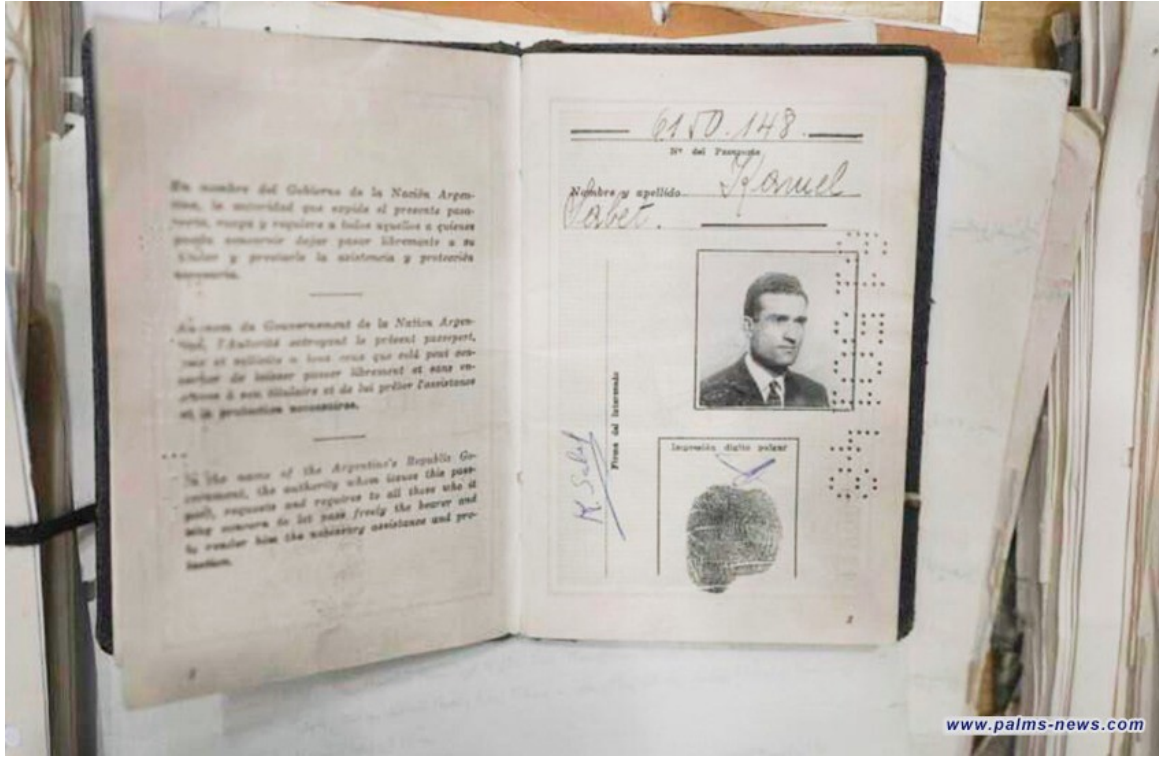 En nombre del Gobierno de la Nación Argen-
tina, la autoridad que expide el presente pasa-
porte, ruega y requiere a todos aquellos a quienes
pueda concernir dejar pasar libremente a su
titular y prestarle la asistencia y protección
necesaria.
Au nom du Gouvernement de la Nation Argen-
tine, l'Autorité octroyant le présent passeport,
prie et sollicite a tous ceux que celà peut con-
cerner de laisser passer librement et sans en-
traves à son titulaire et de lui prêter l'assistance
et la protection necessaires.
In the name of the Argentine's Republic Go-
vernment, the authority whom issues this pass-
port, requests and requires to all those who it
may concern to let pass freely the bearer and
to render him the necessary assistance and pro-
tection.
2
6150.148
Nº del Pasaporte
Nombre y apellido Kamel
Sabet.
Firma del interesado
Impresión dígito pulgar
3
www.palms-news.com